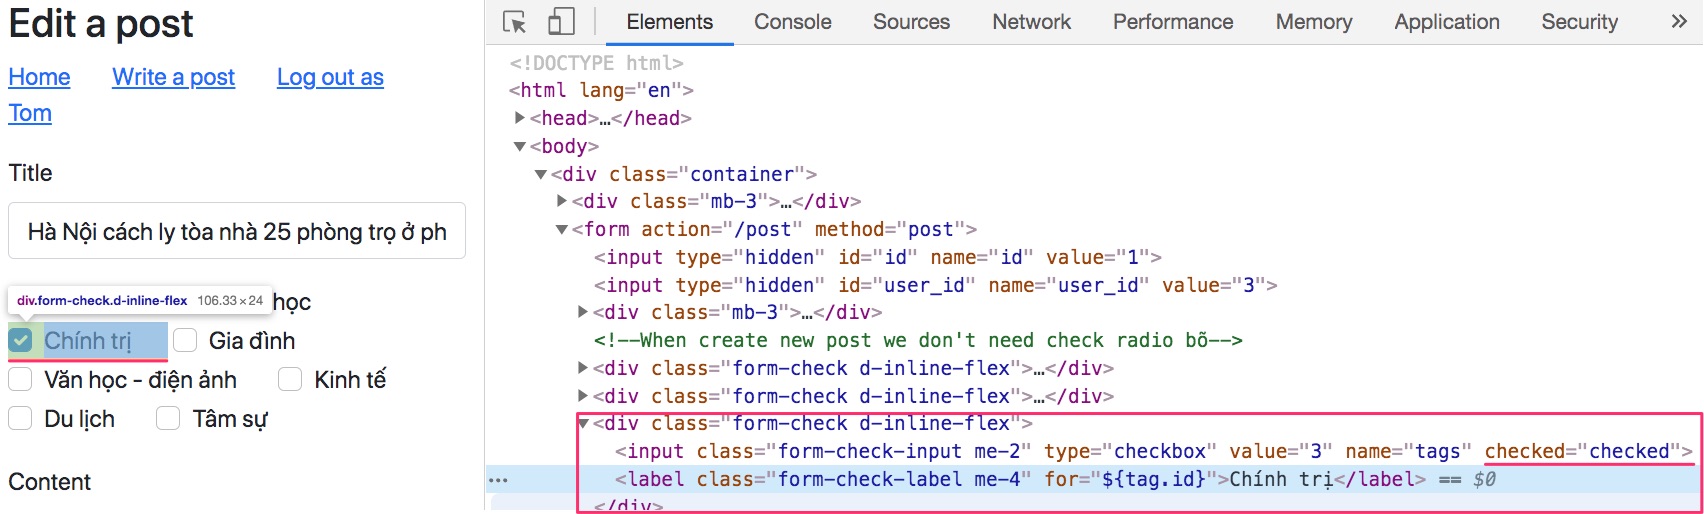 Edit a post
Home Write a post Log out as
Tom
Title
Hà Nội cách ly tòa nhà 25 phòng trọ ở ph
div.form-check.d-inline-flex 106.33×24 học
Chính trị Gia đình
Văn học - điện ảnh Kinh tế
Du lịch Tâm sự
Content
Elements Console Sources Network Performance Memory Application Security »
<!DOCTYPE html>
<html lang="en">
▶<head>…</head>
▼<body>
▼<div class="container">
▶<div class="mb-3">…</div>
▼<form action="/post" method="post">
<input type="hidden" id="id" name="id" value="1">
<input type="hidden" id="user_id" name="user_id" value="3">
▶<div class="mb-3">…</div>
<!--When create new post we don't need check radio bõ-->
▶<div class="form-check d-inline-flex">…</div>
▶<div class="form-check d-inline-flex">…</div>
▼<div class="form-check d-inline-flex">
<input class="form-check-input me-2" type="checkbox" value="3" name="tags" checked="checked">
… <label class="form-check-label me-4" for="${tag.id}">Chính trị</label> == $0
</div>